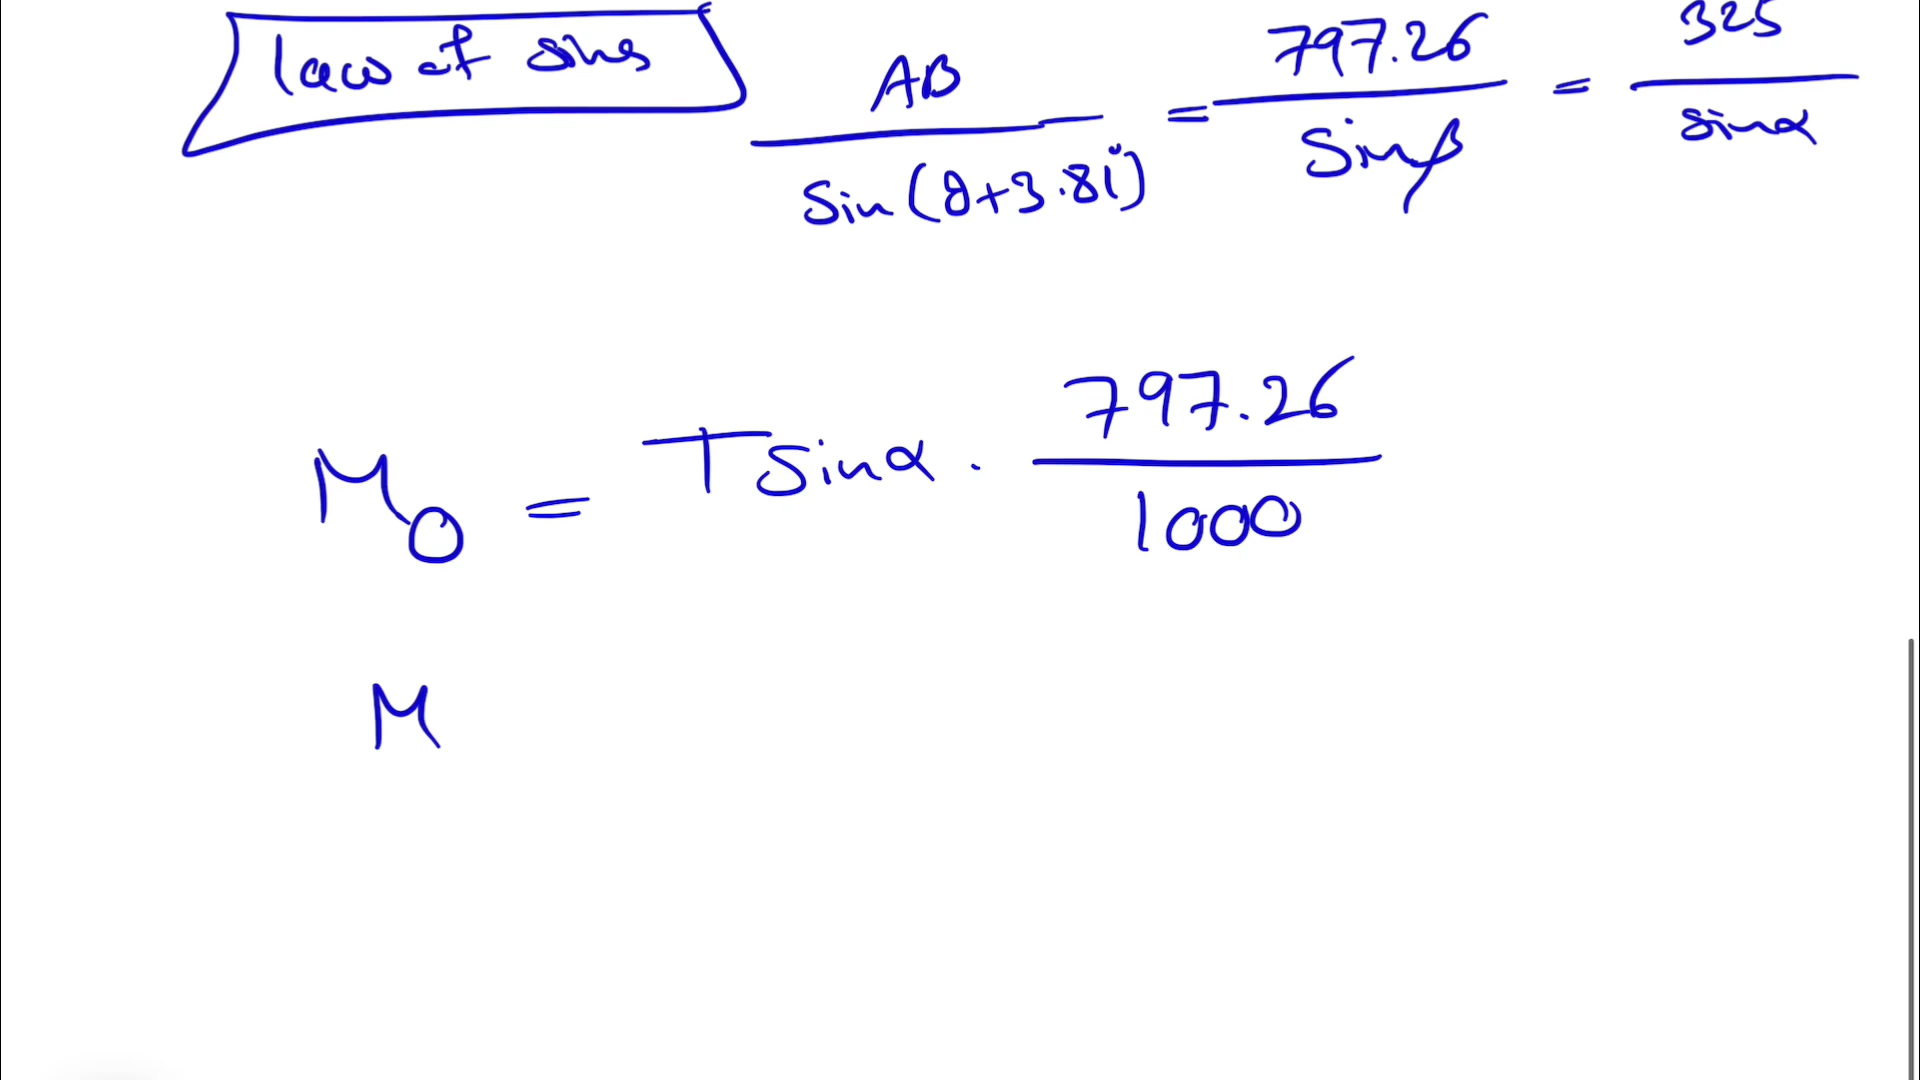 law of sines AB / sin(θ+3.81°) = 797.26 / sinβ = 325 / sinα
M_O = T sinα · 797.26 / 1000
M